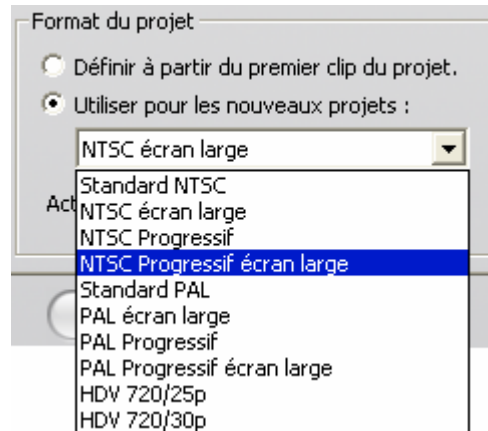 Format du projet
Définir à partir du premier clip du projet.
Utiliser pour les nouveaux projets :
NTSC écran large
Standard NTSC
Act
NTSC écran large
NTSC Progressif
NTSC Progressif écran large
Standard PAL
PAL écran large
PAL Progressif
PAL Progressif écran large
HDV 720/25p
HDV 720/30p